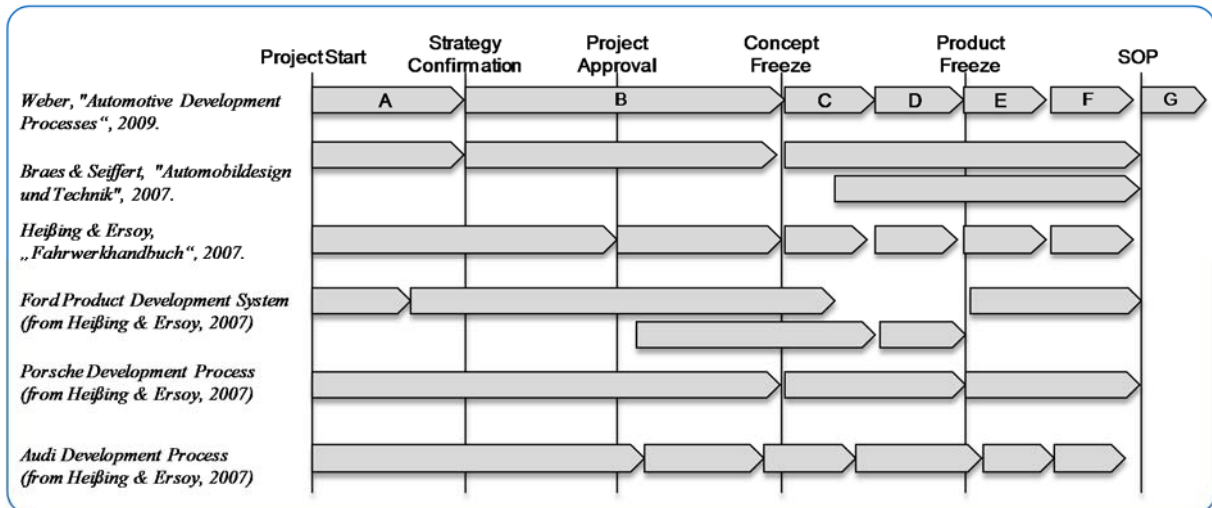 Project Start
Strategy
Confirmation
Project
Approval
Concept
Freeze
Product
Freeze
SOP
Weber, "Automotive Development
Processes“, 2009.
A
B
C
D
E
F
G
Braes & Seiffert, "Automobildesign
und Technik", 2007.
Heißing & Ersoy,
„Fahrwerkhandbuch“, 2007.
Ford Product Development System
(from Heißing & Ersoy, 2007)
Porsche Development Process
(from Heißing & Ersoy, 2007)
Audi Development Process
(from Heißing & Ersoy, 2007)